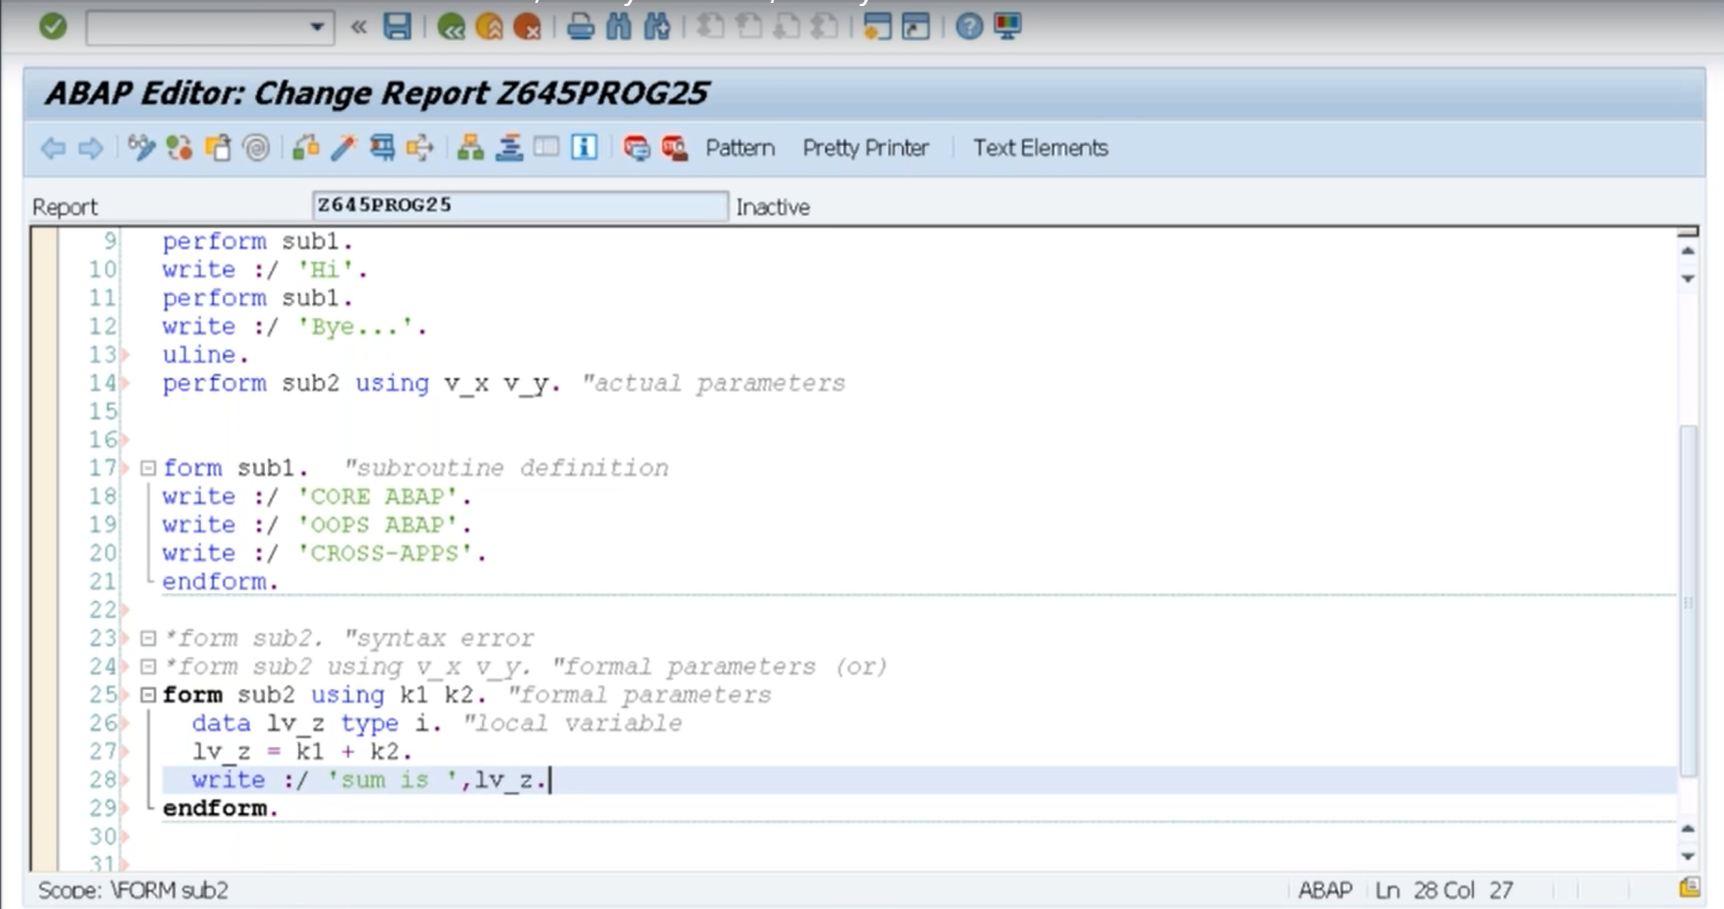 ABAP Editor: Change Report Z645PROG25
Pattern Pretty Printer Text Elements
Report Z645PROG25 Inactive
9 perform sub1.
10 write :/ 'Hi'.
11 perform sub1.
12 write :/ 'Bye...'.
13 uline.
14 perform sub2 using v_x v_y. "actual parameters
15
16
17 form sub1. "subroutine definition
18 write :/ 'CORE ABAP'.
19 write :/ 'OOPS ABAP'.
20 write :/ 'CROSS-APPS'.
21 endform.
22
23 *form sub2. "syntax error
24 *form sub2 using v_x v_y. "formal parameters (or)
25 form sub2 using k1 k2. "formal parameters
26 data lv_z type i. "local variable
27 lv_z = k1 + k2.
28 write :/ 'sum is ',lv_z.
29 endform.
30
31
Scope: \FORM sub2 ABAP Ln 28 Col 27